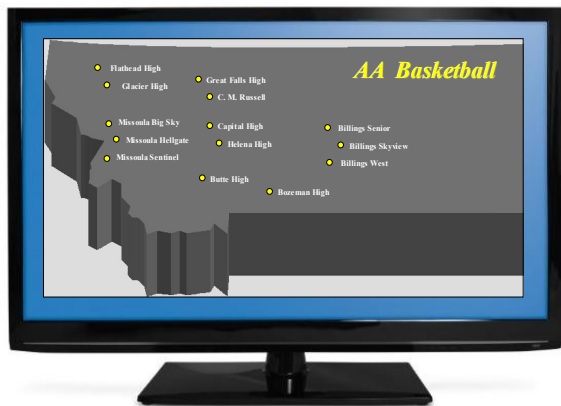 AA Basketball
Flathead High
Glacier High
Great Falls High
C. M. Russell
Missoula Big Sky
Missoula Hellgate
Missoula Sentinel
Capital High
Helena High
Billings Senior
Billings Skyview
Billings West
Butte High
Bozeman High